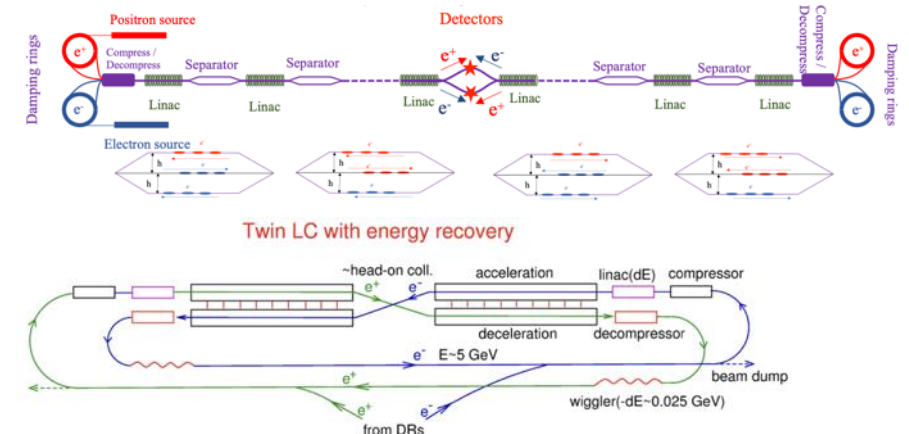 Positron source
Detectors
Compress / Decompress
Damping rings
e+
Compress /
Decompress
Separator
Separator
e+
e-
Separator
Separator
e+
Damping rings
e-
Linac
Linac
Linac
e-
e+
Linac
Linac
Linac
e-
Electron source
h
h
h
h
h
h
h
h
Twin LC with energy recovery
~head-on coll.
acceleration
linac(dE)
compressor
e+
e-
deceleration
decompressor
e-
E~5 GeV
e+
beam dump
e+
e-
wiggler(-dE~0.025 GeV)
from DRs